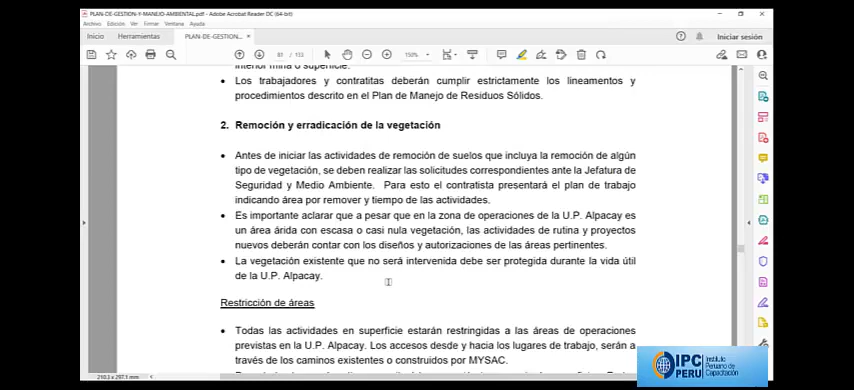 PLAN-DE-GESTION-Y-MANEJO-AMBIENTAL.pdf - Adobe Acrobat Reader DC (64-bit)
Archivo Edición Ver Firmar Ventana Ayuda
Inicio Herramientas PLAN-DE-GESTION... × Iniciar sesión
61 / 133 150%
interior mina o superficie.
• Los trabajadores y contratitas deberán cumplir estrictamente los lineamentos y
procedimientos descrito en el Plan de Manejo de Residuos Sólidos.
2. Remoción y erradicación de la vegetación
• Antes de iniciar las actividades de remoción de suelos que incluya la remoción de algún
tipo de vegetación, se deben realizar las solicitudes correspondientes ante la Jefatura de
Seguridad y Medio Ambiente. Para esto el contratista presentará el plan de trabajo
indicando área por remover y tiempo de las actividades.
• Es importante aclarar que a pesar que en la zona de operaciones de la U.P. Alpacay es
un área árida con escasa o casi nula vegetación, las actividades de rutina y proyectos
nuevos deberán contar con los diseños y autorizaciones de las áreas pertinentes.
• La vegetación existente que no será intervenida debe ser protegida durante la vida útil
de la U.P. Alpacay.
Restricción de áreas
• Todas las actividades en superficie estarán restringidas a las áreas de operaciones
previstas en la U.P. Alpacay. Los accesos desde y hacia los lugares de trabajo, serán a
través de los caminos existentes o construidos por MYSAC.
210.3 x 297.3 mm
IPC PERU
Instituto
Peruano de
Capacitación